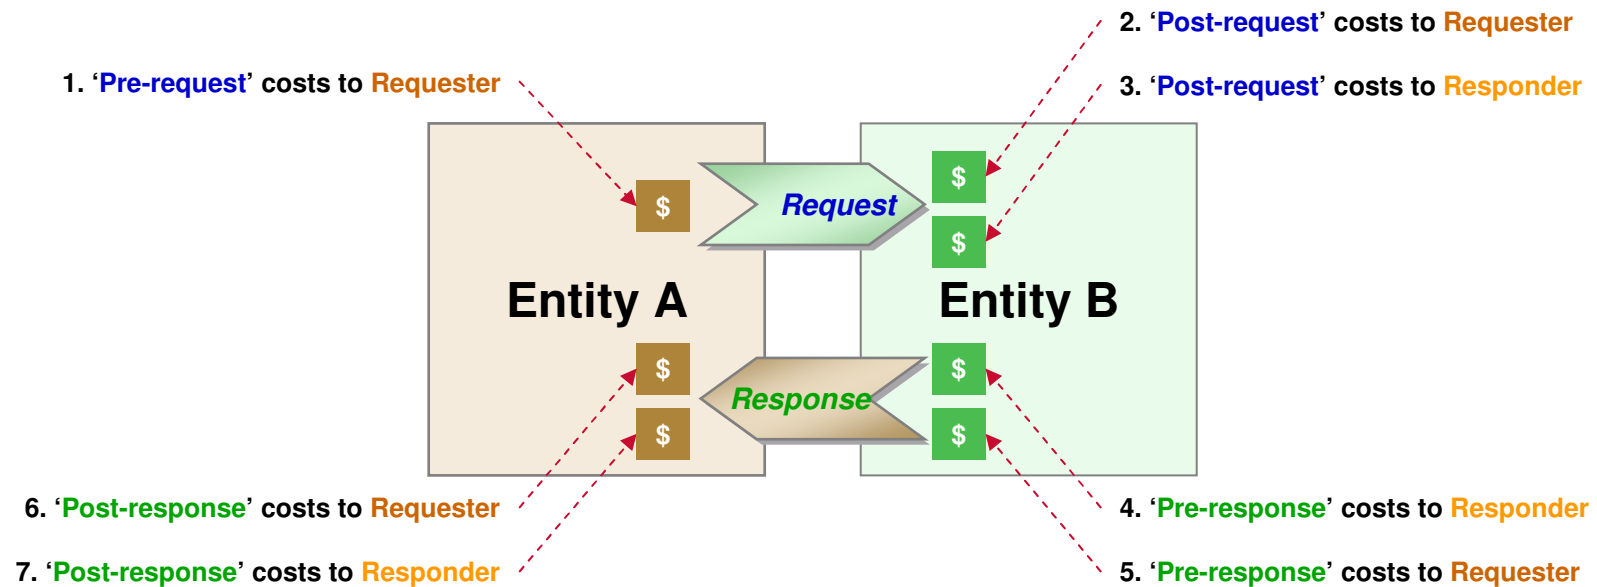 2. ‘Post-request’ costs to Requester
1. ‘Pre-request’ costs to Requester
3. ‘Post-request’ costs to Responder
$
$
Request
$
Entity A
Entity B
$
$
Response
$
$
6. ‘Post-response’ costs to Requester
4. ‘Pre-response’ costs to Responder
7. ‘Post-response’ costs to Responder
5. ‘Pre-response’ costs to Requester